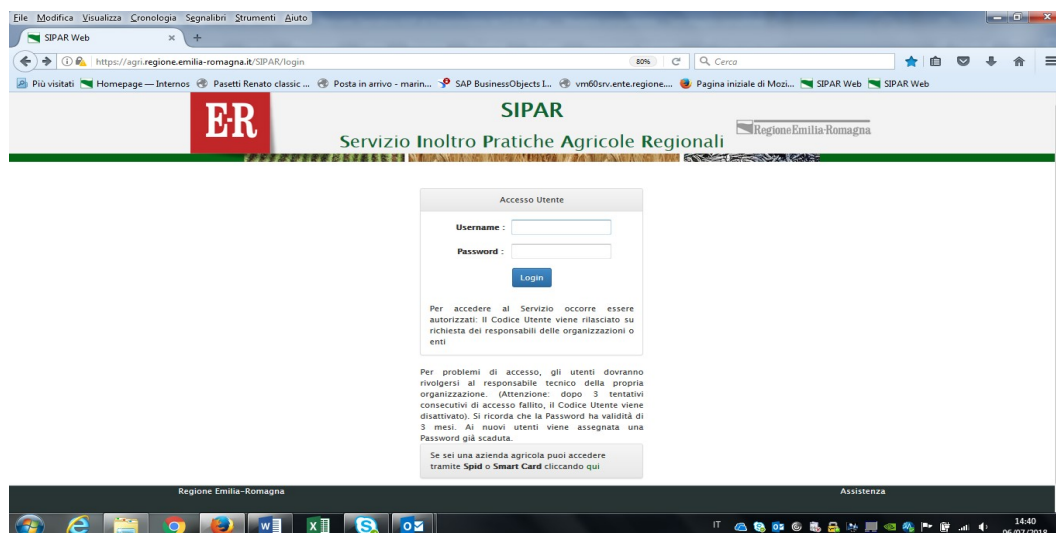 File Modifica Visualizza Cronologia Segnalibri Strumenti Aiuto
SIPAR Web
https://agri.regione.emilia-romagna.it/SIPAR/login 80% Cerca
Più visitati Homepage — Internos Pasetti Renato classic ... Posta in arrivo - marin... SAP BusinessObjects I... vm60srv.ente.regione.... Pagina iniziale di Mozi... SIPAR Web SIPAR Web
E-R
SIPAR
Servizio Inoltro Pratiche Agricole Regionali
RegioneEmilia-Romagna
Accesso Utente
Username :
Password :
Login
Per accedere al Servizio occorre essere
autorizzati: Il Codice Utente viene rilasciato su
richiesta dei responsabili delle organizzazioni o
enti
Per problemi di accesso, gli utenti dovranno
rivolgersi al responsabile tecnico della propria
organizzazione. (Attenzione: dopo 3 tentativi
consecutivi di accesso fallito, il Codice Utente viene
disattivato). Si ricorda che la Password ha validità di
3 mesi. Ai nuovi utenti viene assegnata una
Password già scaduta.
Se sei una azienda agricola puoi accedere
tramite Spid o Smart Card cliccando qui
Regione Emilia-Romagna Assistenza
IT 14:40
06/07/2018